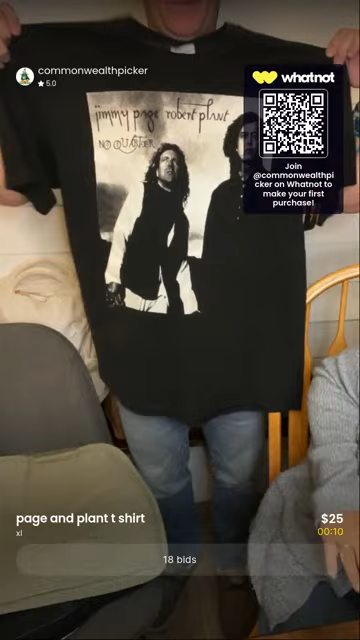 commonwealthpicker
★ 5.0
whatnot
Join
@commonwealthpi
cker on Whatnot to
make your first
purchase!
jimmy page robert plant
NO QUARTER
page and plant t shirt
$25
xl
00:10
18 bids